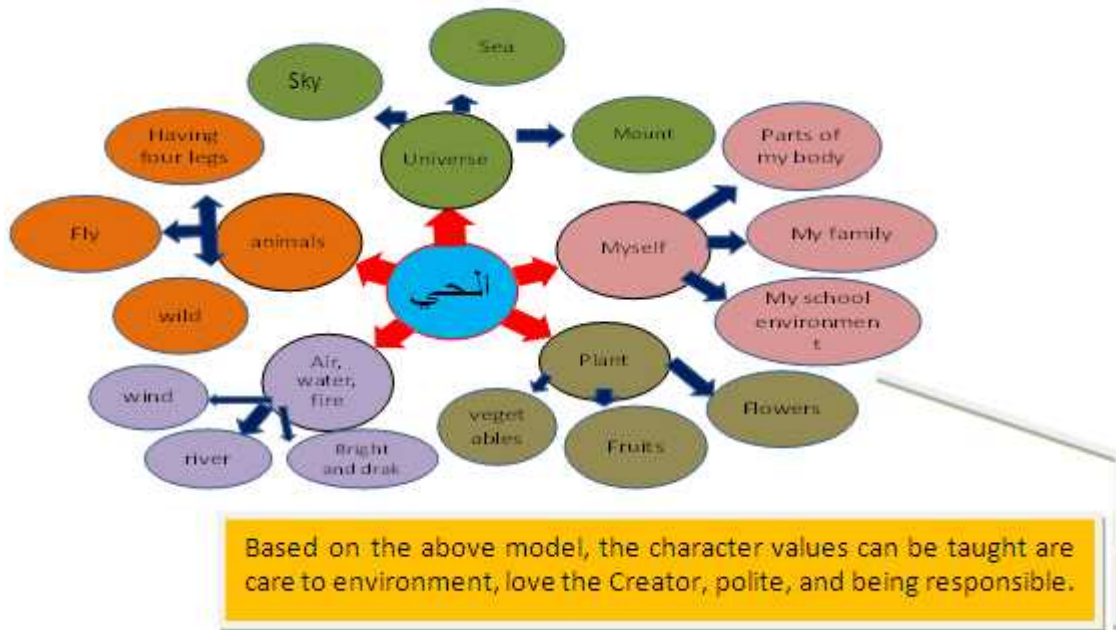 Sea
Sky
Mount
Parts of
my body
Having
four legs
Universe
Fly
animals
Myself
My family
الحي
wild
My school
environmen
t
Air,
water,
fire
Plant
wind
veget
ables
Flowers
Fruits
river
Bright
and drak
Based on the above model, the character values can be taught are
care to environment, love the Creator, polite, and being responsible.